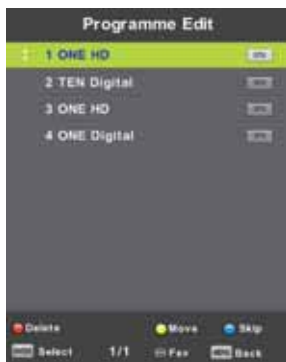 Programme Edit
1 ONE HD
2 TEN Digital
3 ONE HD
4 ONE Digital
Delete Move Skip
Select 1/1 Fav Back